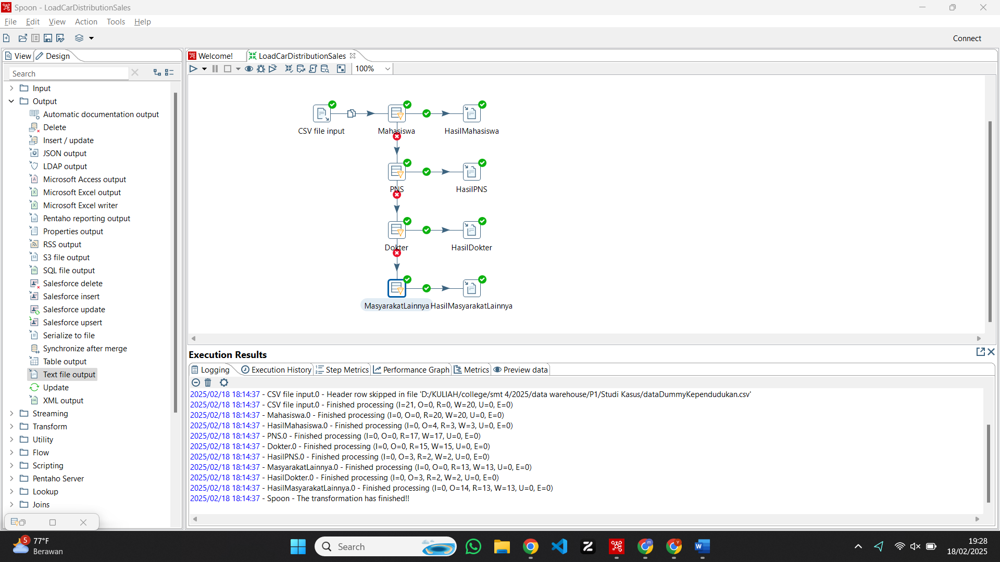 Spoon - LoadCarDistributionSales
File Edit View Action Tools Help
Connect
View Design
Search
Input
Output
Automatic documentation output
Delete
Insert / update
JSON output
LDAP output
Microsoft Access output
Microsoft Excel output
Microsoft Excel writer
Pentaho reporting output
Properties output
RSS output
S3 file output
SQL file output
Salesforce delete
Salesforce insert
Salesforce update
Salesforce upsert
Serialize to file
Synchronize after merge
Table output
Text file output
Update
XML output
Streaming
Transform
Utility
Flow
Scripting
Pentaho Server
Lookup
Joins
Welcome! LoadCarDistributionSales
100%
CSV file input Mahasiswa HasilMahasiswa
PNS HasilPNS
Dokter HasilDokter
MasyarakatLainnya HasilMasyarakatLainnya
Execution Results
Logging Execution History Step Metrics Performance Graph Metrics Preview data
2025/02/18 18:14:37 - CSV file input.0 - Header row skipped in file 'D:/KULIAH/college/smt 4/2025/data warehouse/P1/Studi Kasus/dataDummyKependudukan.csv'
2025/02/18 18:14:37 - CSV file input.0 - Finished processing (I=21, O=0, R=0, W=20, U=0, E=0)
2025/02/18 18:14:37 - Mahasiswa.0 - Finished processing (I=0, O=0, R=20, W=20, U=0, E=0)
2025/02/18 18:14:37 - HasilMahasiswa.0 - Finished processing (I=0, O=4, R=3, W=3, U=0, E=0)
2025/02/18 18:14:37 - PNS.0 - Finished processing (I=0, O=0, R=17, W=17, U=0, E=0)
2025/02/18 18:14:37 - Dokter.0 - Finished processing (I=0, O=0, R=15, W=15, U=0, E=0)
2025/02/18 18:14:37 - HasilPNS.0 - Finished processing (I=0, O=3, R=2, W=2, U=0, E=0)
2025/02/18 18:14:37 - MasyarakatLainnya.0 - Finished processing (I=0, O=0, R=13, W=13, U=0, E=0)
2025/02/18 18:14:37 - HasilDokter.0 - Finished processing (I=0, O=3, R=2, W=2, U=0, E=0)
2025/02/18 18:14:37 - HasilMasyarakatLainnya.0 - Finished processing (I=0, O=14, R=13, W=13, U=0, E=0)
2025/02/18 18:14:37 - Spoon - The transformation has finished!!
5
77°F
Berawan
Search
19:28
18/02/2025